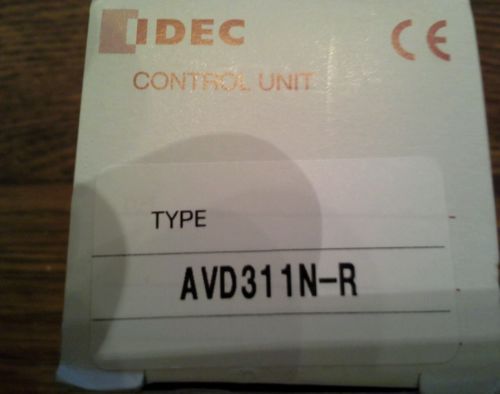 IDEC CE
CONTROL UNIT
TYPE
AVD311N-R